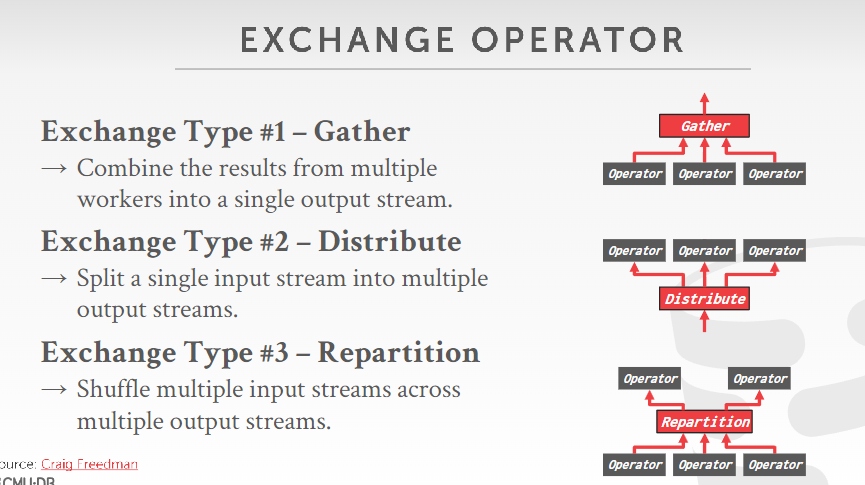 EXCHANGE OPERATOR
Exchange Type #1 – Gather
→ Combine the results from multiple
workers into a single output stream.
Exchange Type #2 – Distribute
→ Split a single input stream into multiple
output streams.
Exchange Type #3 – Repartition
→ Shuffle multiple input streams across
multiple output streams.
Gather
Operator Operator Operator
Operator Operator Operator
Distribute
Operator Operator
Repartition
Operator Operator Operator
ource: Craig Freedman
CMU·DB